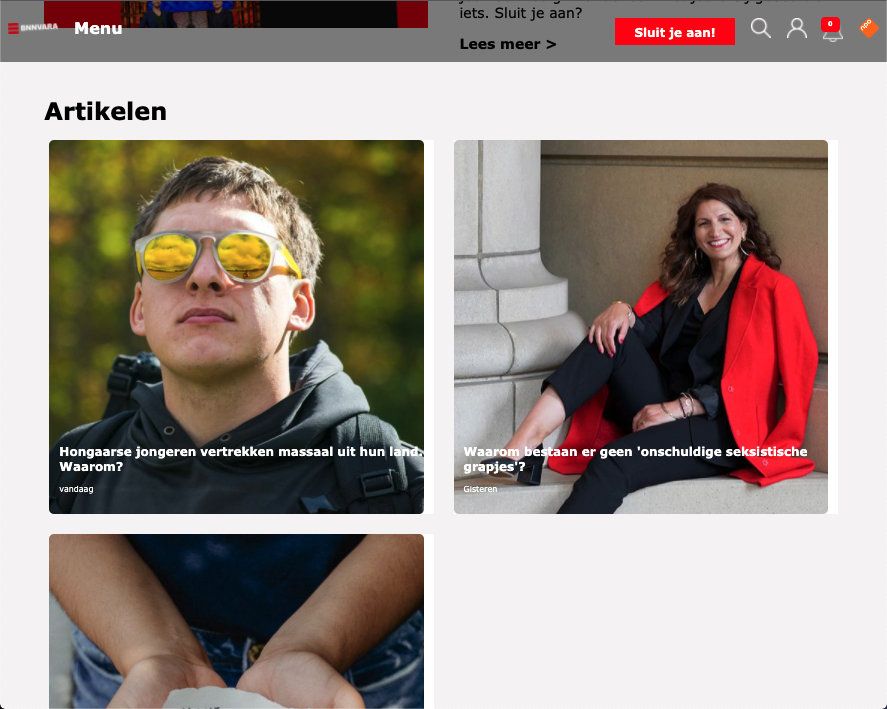 iets. Sluit je aan?
Lees meer >
BNNVARA
Menu
Sluit je aan!
0
npo
Artikelen
Hongaarse jongeren vertrekken massaal uit hun land.
Waarom?
vandaag
Waarom bestaan er geen 'onschuldige seksistische
grapjes'?
Gisteren